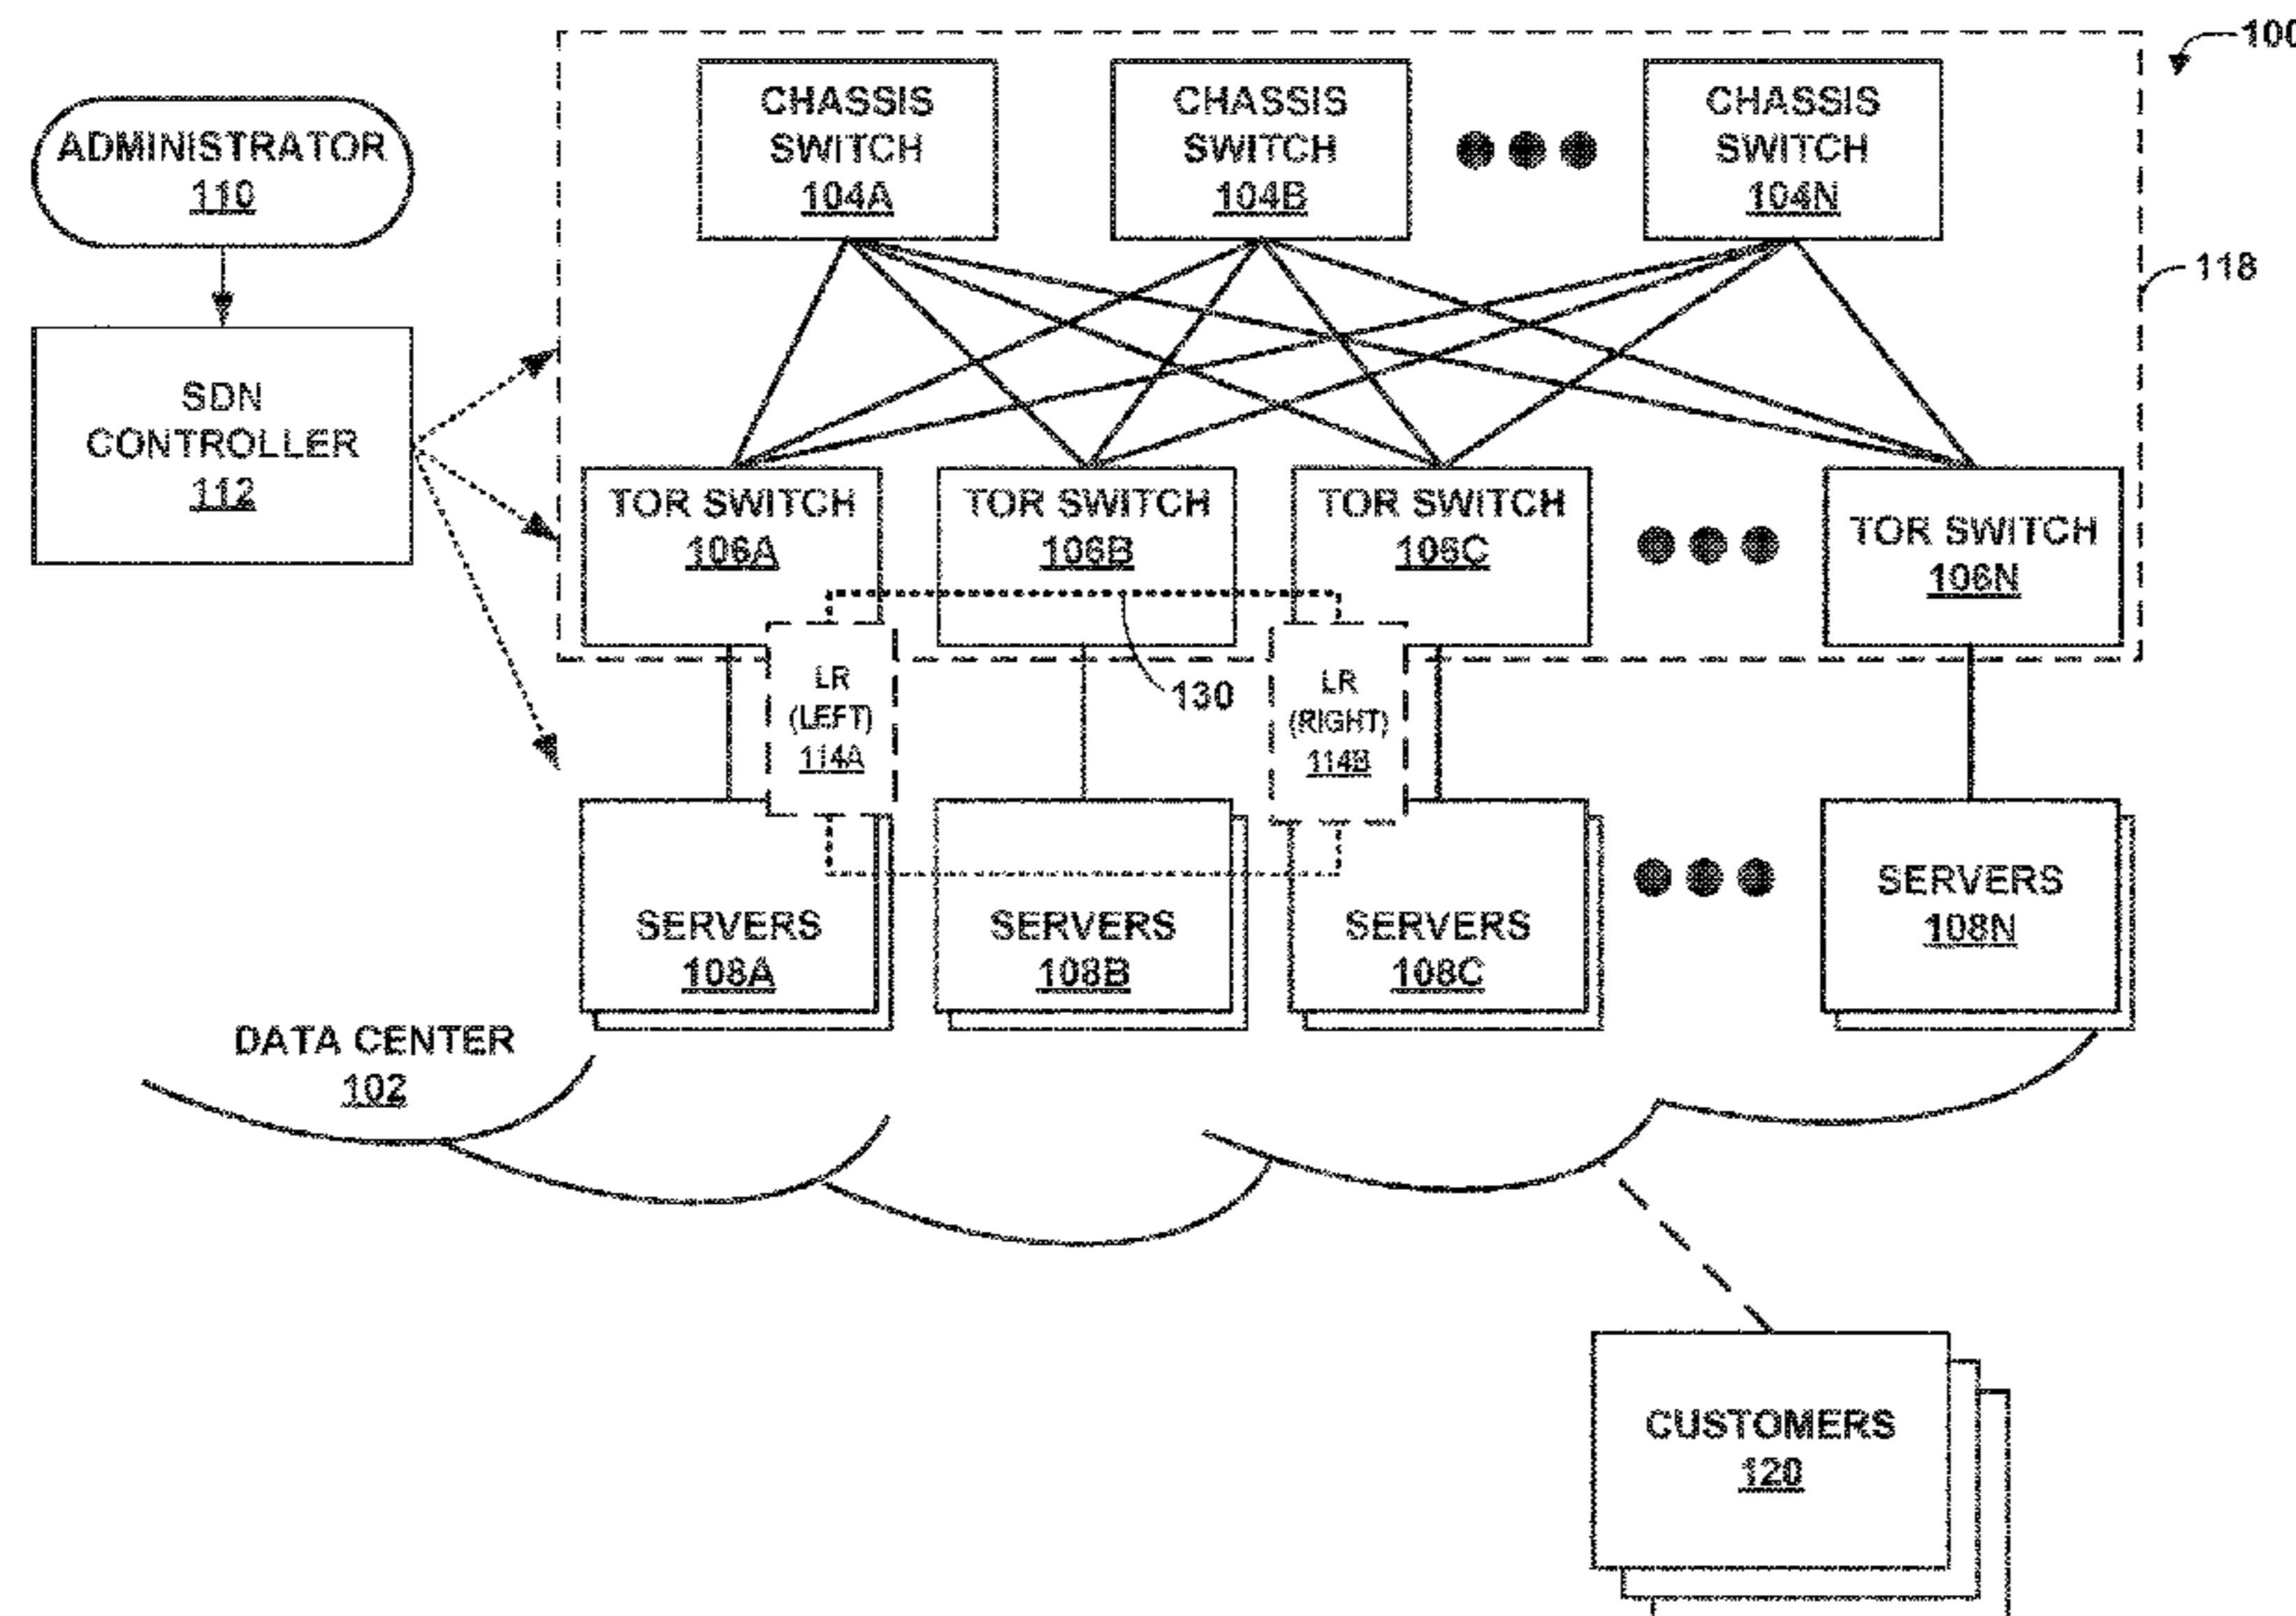 100
CHASSIS
SWITCH
104A
CHASSIS
SWITCH
104B
CHASSIS
SWITCH
104N
ADMINISTRATOR
110
118
SDN
CONTROLLER
112
TOR SWITCH
106A
TOR SWITCH
106B
TOR SWITCH
106C
TOR SWITCH
106N
LR
(LEFT)
114A
130
LR
(RIGHT)
114B
SERVERS
108A
SERVERS
108B
SERVERS
108C
SERVERS
108N
DATA CENTER
102
CUSTOMERS
120